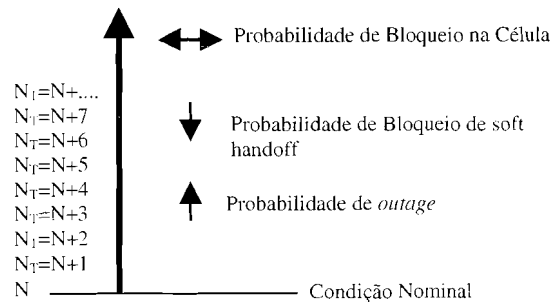 Probabilidade de Bloqueio na Célula
N_T=N+....
N_T=N+7
N_T=N+6
N_T=N+5
N_T=N+4
N_T=N+3
N_T=N+2
N_T=N+1
N
Probabilidade de Bloqueio de soft
handoff
Probabilidade de outage
Condição Nominal